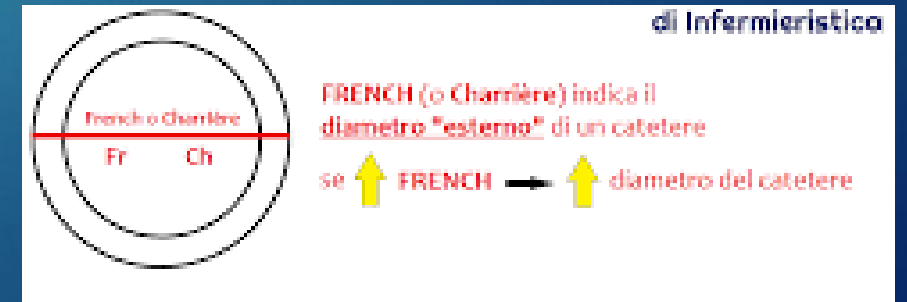 di Infermieristica
French o Charrière
Fr Ch
FRENCH (o Charrière) indica il
diametro "esterno" di un catetere
se FRENCH diametro del catetere